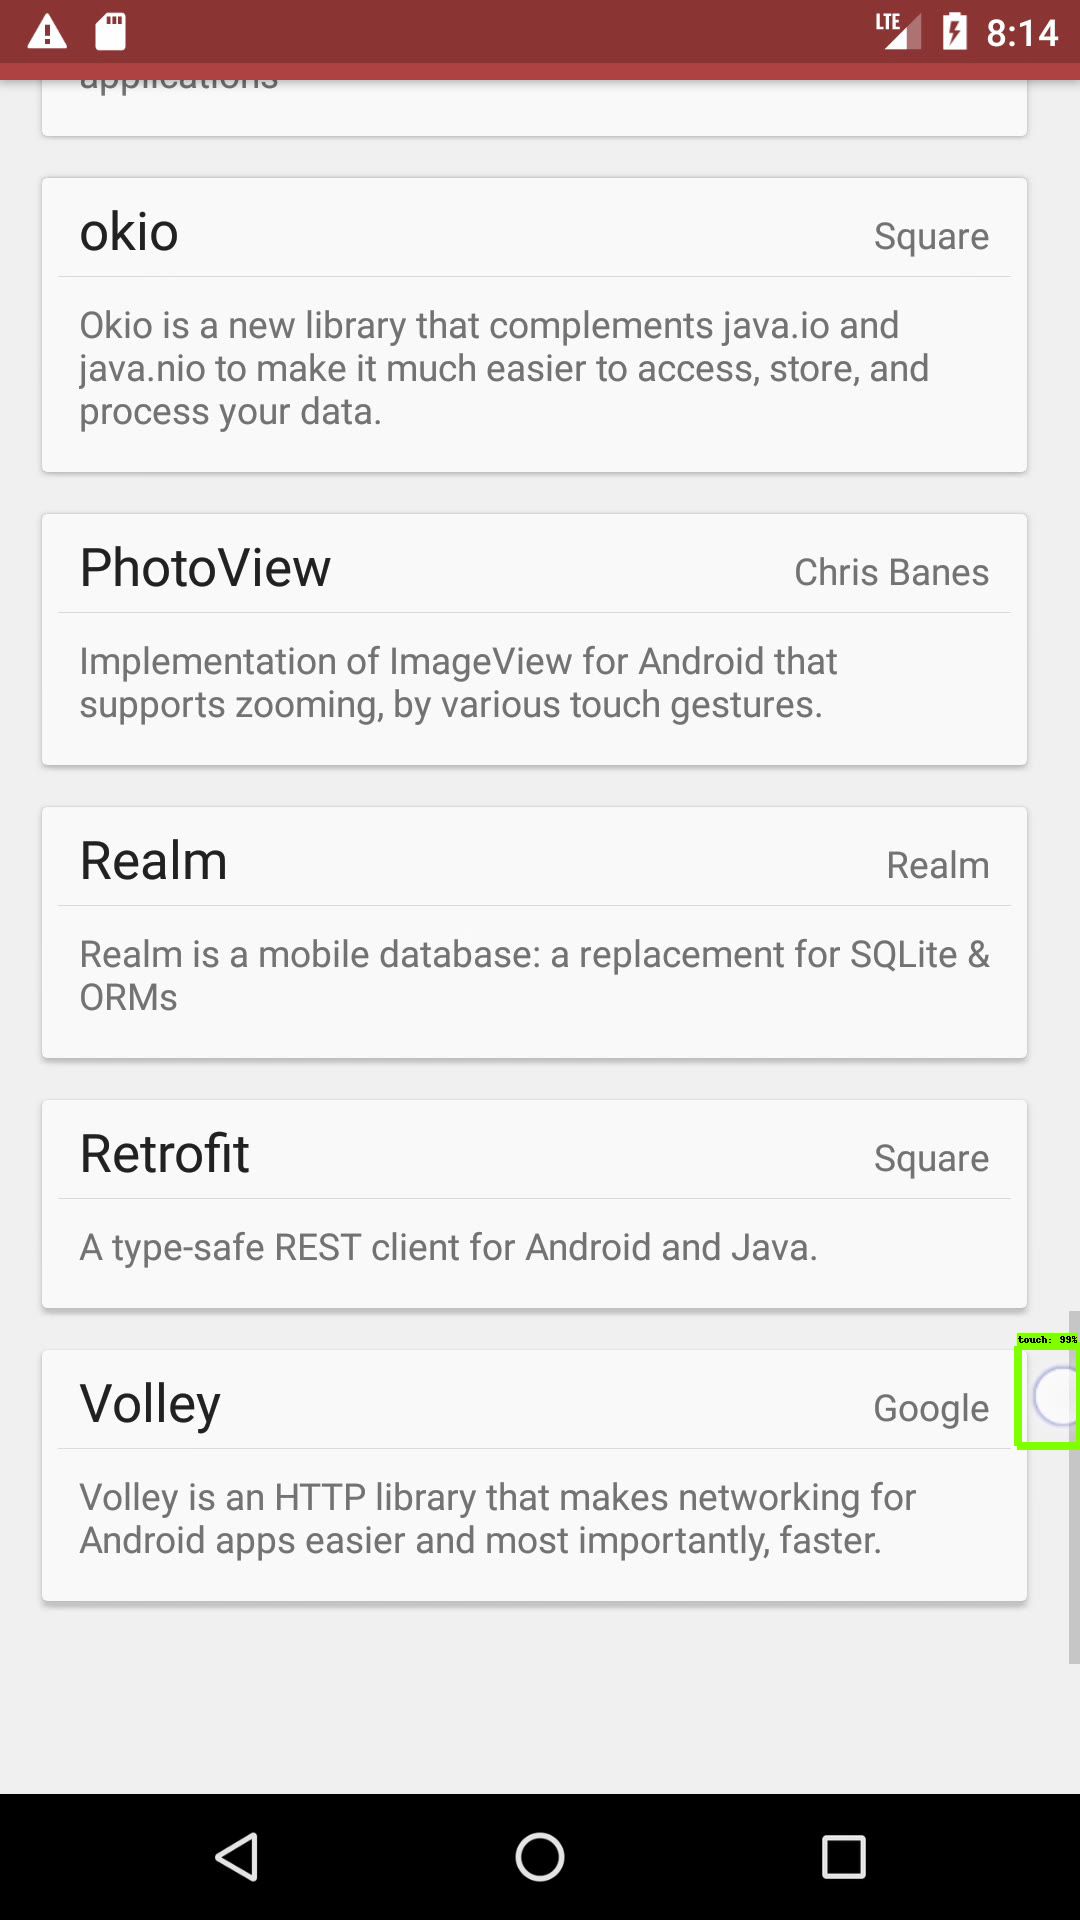 LTE 8:14
applications
okio Square
Okio is a new library that complements java.io and
java.nio to make it much easier to access, store, and
process your data.
PhotoView Chris Banes
Implementation of ImageView for Android that
supports zooming, by various touch gestures.
Realm Realm
Realm is a mobile database: a replacement for SQLite &
ORMs
Retrofit Square
A type-safe REST client for Android and Java.
touch: 99%
Volley Google
Volley is an HTTP library that makes networking for
Android apps easier and most importantly, faster.